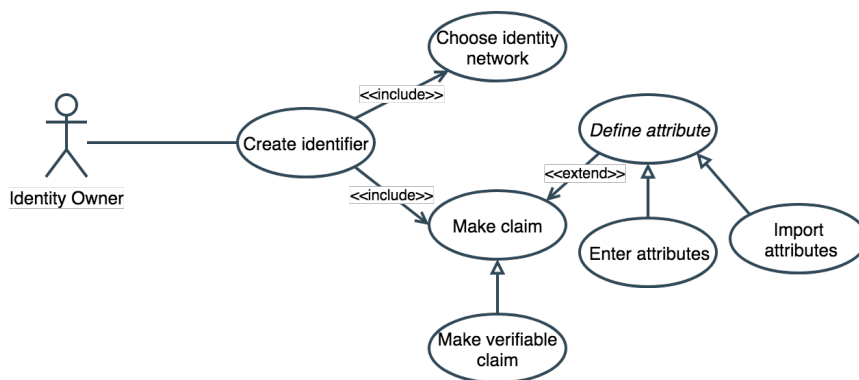 Choose identity
network
<<include>>
Create identifier
Identity Owner
<<include>>
Define attribute
<<extend>>
Make claim
Enter attributes
Import
attributes
Make verifiable
claim